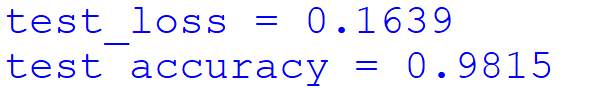 test_loss = 0.1639
test accuracy = 0.9815